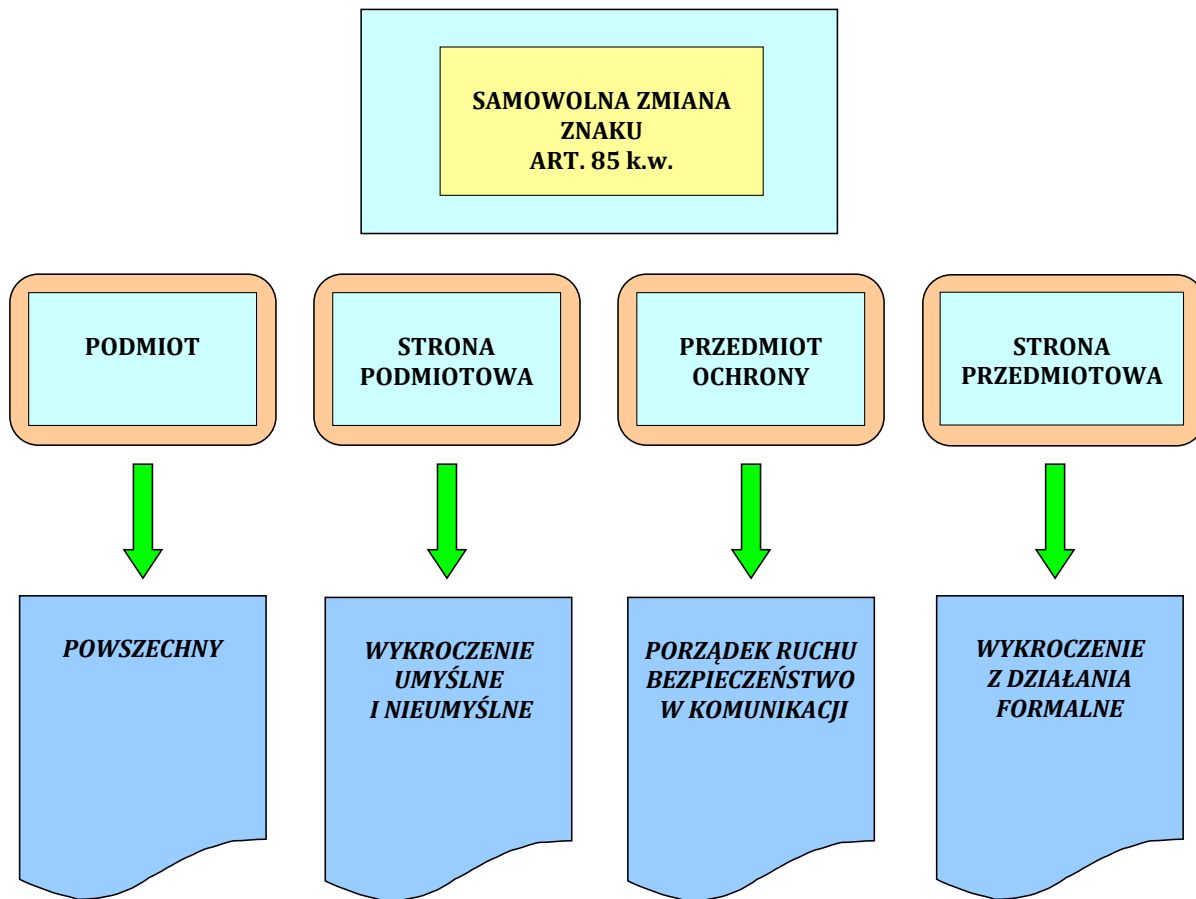 SAMOWOLNA ZMIANA
ZNAKU
ART. 85 k.w.
PODMIOT
STRONA
PODMIOTOWA
PRZEDMIOT
OCHRONY
STRONA
PRZEDMIOTOWA
POWSZECHNY
WYKROCZENIE
UMYŚLNE
I NIEUMYŚLNE
PORZĄDEK RUCHU
BEZPIECZEŃSTWO
W KOMUNIKACJI
WYKROCZENIE
Z DZIAŁANIA
FORMALNE